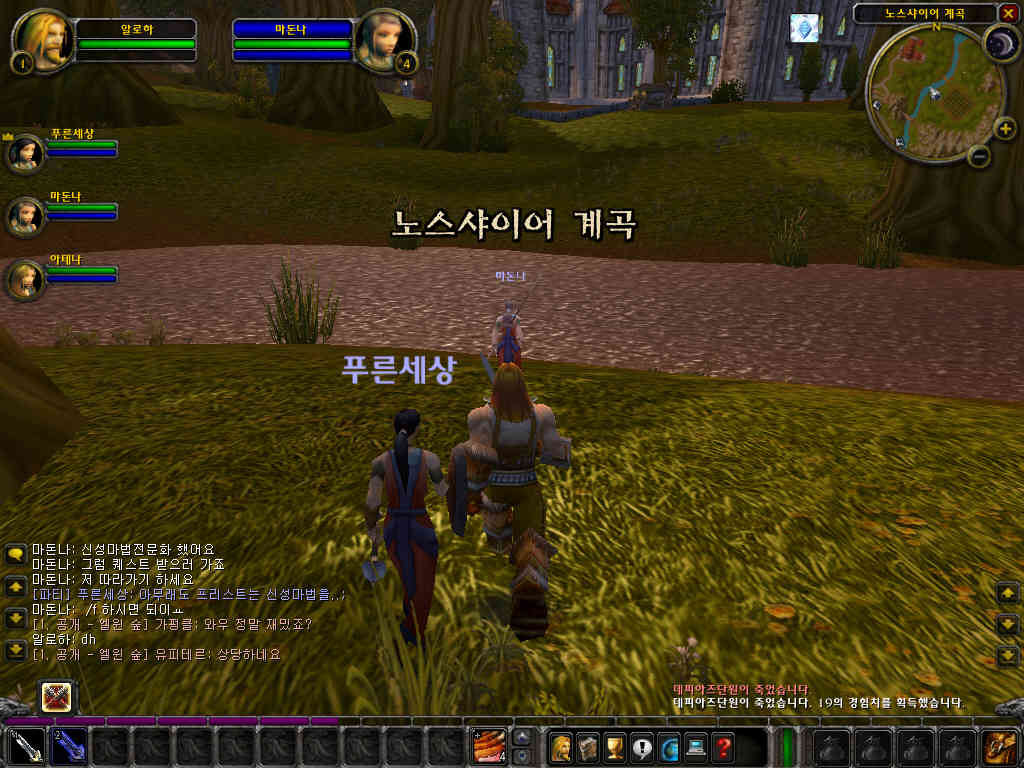 알로하
1
마돈나
4
노스샤이어 계곡
N
푸른세상
마돈나
아테나
노스샤이어 계곡
마돈나
푸른세상
마돈나: 신성마법전문화 했어요
마돈나: 그럼 퀘스트 받으러 가죠
마돈나: 저 따라가기 하세요
[파티] 푸른세상: 아무래도 프리스트는 신성마법을..;
마돈나: /f 하시면 되이ㅛ
[1. 공개 - 엘윈 숲] 가평클: 와우 정말 재밌죠?
알로하: dh
[1. 공개 - 엘윈 숲] 유피테르: 상당하네요
데피아즈단원이 죽었습니다.
데피아즈단원이 죽었습니다. 19의 경험치를 획득했습니다.
2
4